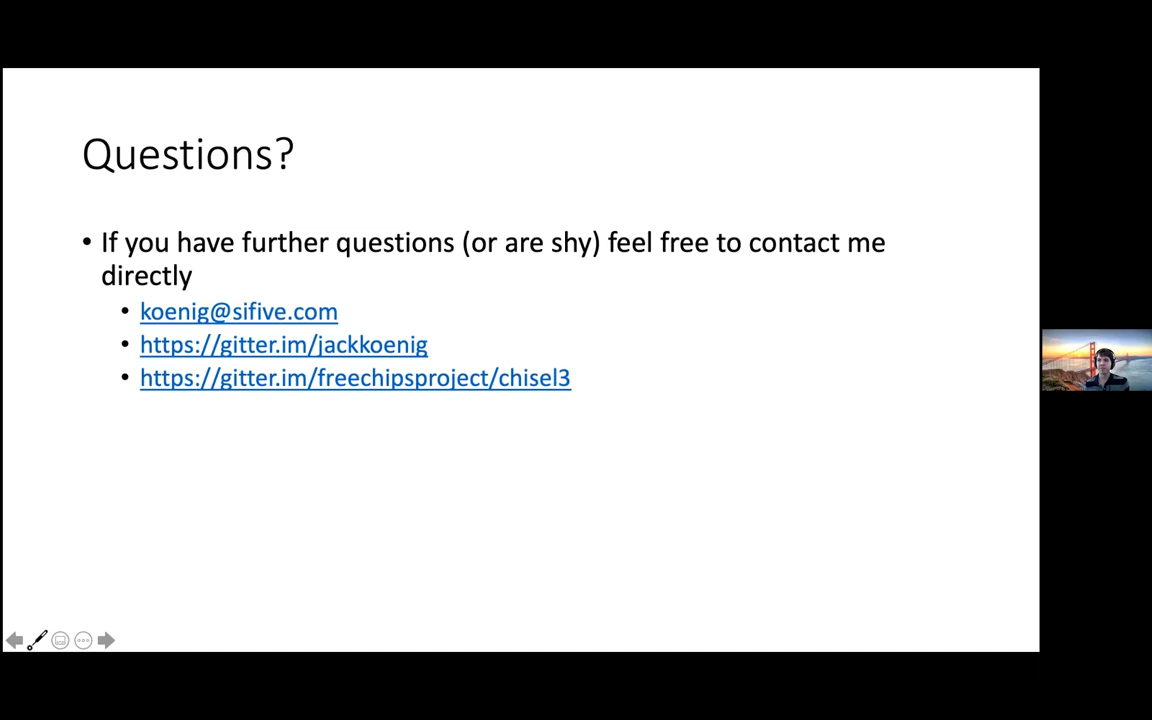 Questions?
• If you have further questions (or are shy) feel free to contact me
directly
• koenig@sifive.com
• https://gitter.im/jackkoenig
• https://gitter.im/freechipsproject/chisel3